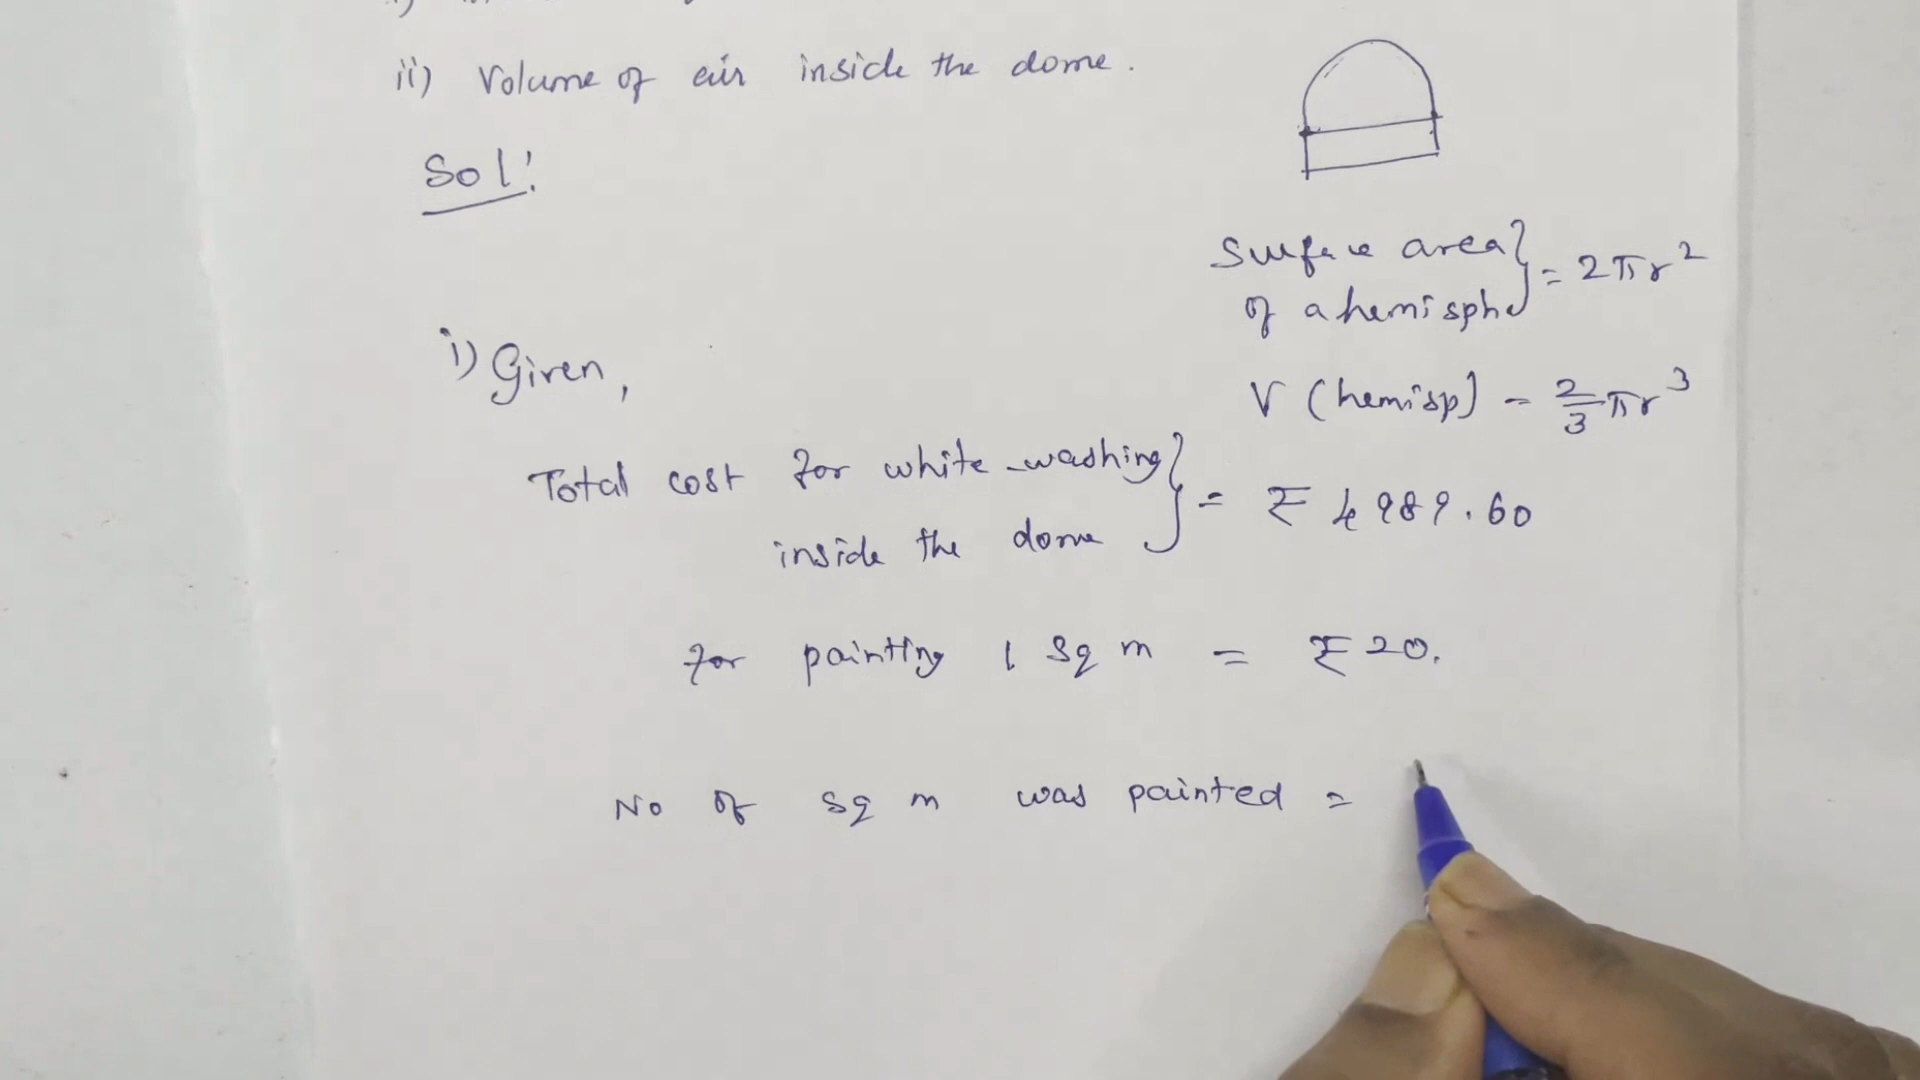 ii) Volume of air inside the dome.
Sol:
Surface area } = 2πr²
of a hemisphe
i) Given,
V (hemisp) = 2/3 πr³
Total cost for white-washing } = ₹ 4989.60
inside the dome
for painting 1 sq m = ₹ 20.
No of sq m was painted =